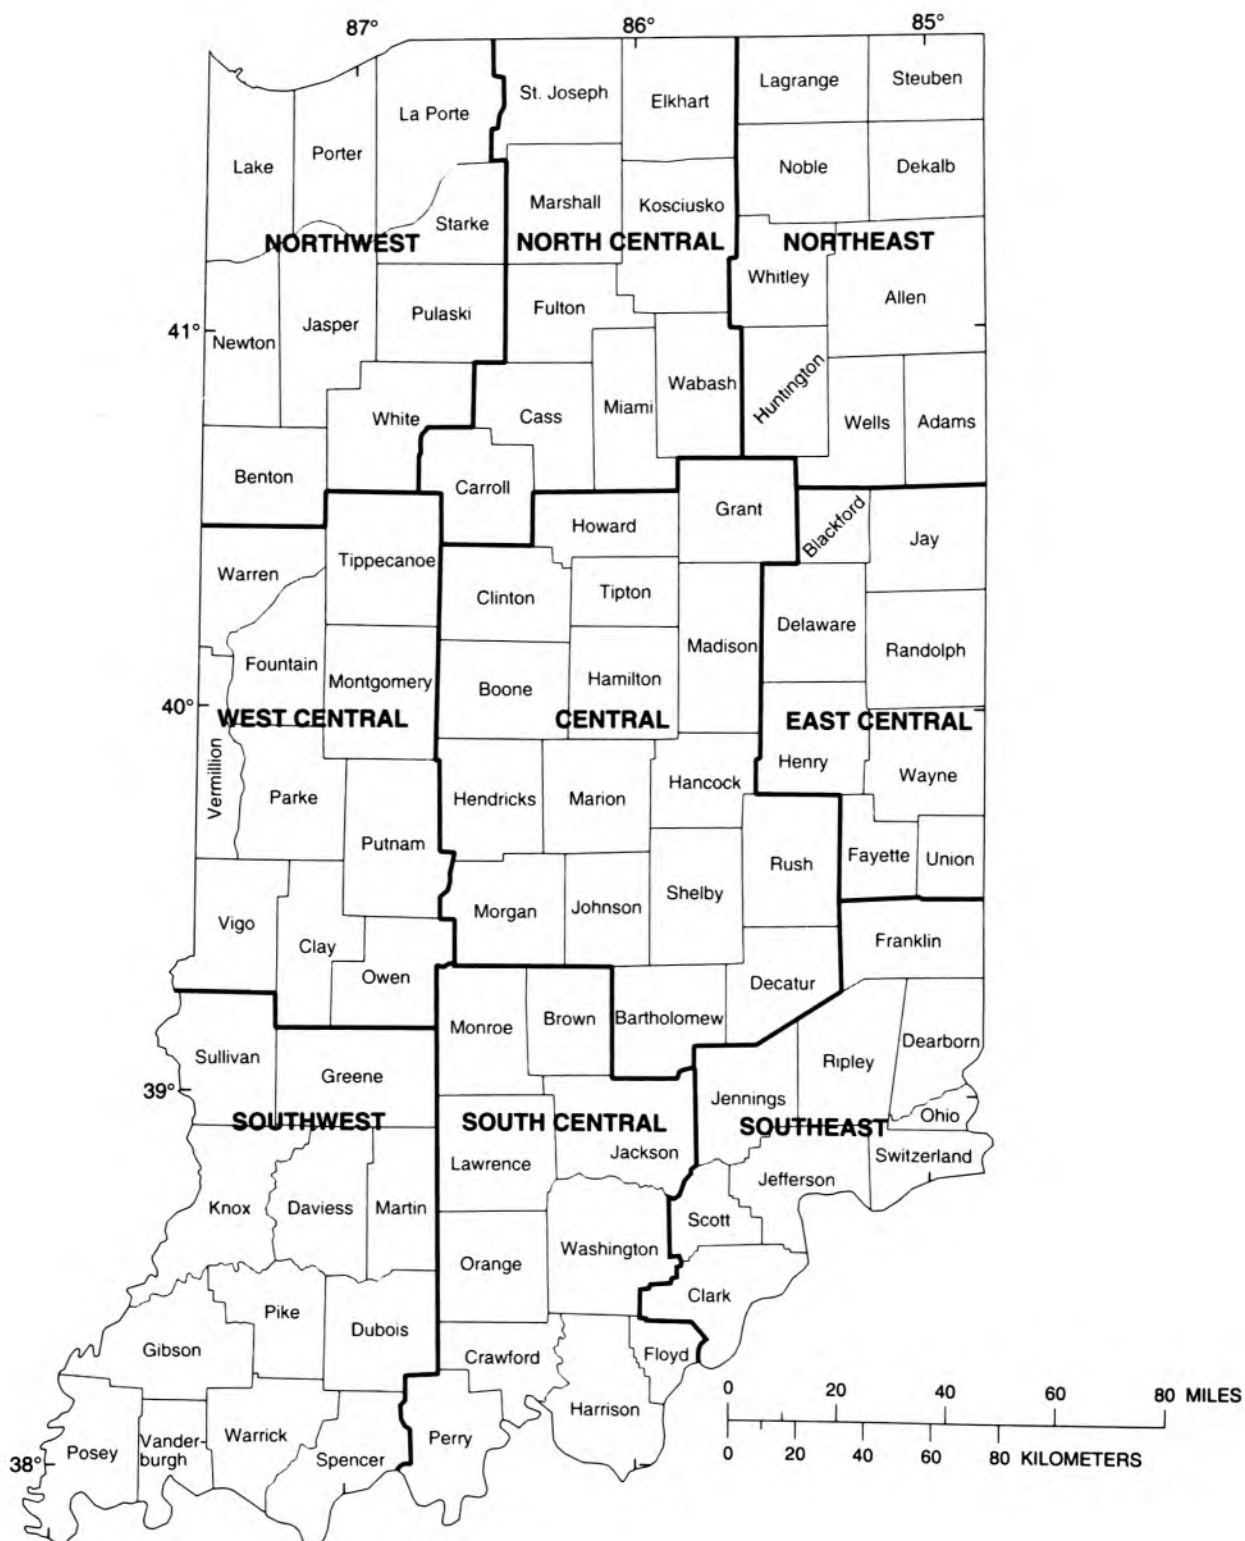 87° 86° 85°
Lagrange Steuben
St. Joseph Elkhart
La Porte
Lake Porter Noble Dekalb
Marshall Kosciusko
Starke
NORTHWEST NORTH CENTRAL NORTHEAST
Whitley Allen
Pulaski Fulton
41° Newton Jasper
Huntington
Wabash
White Cass Miami Wells Adams
Benton Carroll
Grant
Howard Blackford Jay
Tippecanoe
Warren Clinton Tipton
Delaware
Madison Randolph
Fountain Montgomery Boone Hamilton
40° WEST CENTRAL CENTRAL EAST CENTRAL
Vermillion
Henry Wayne
Parke Hendricks Marion Hancock
Putnam Rush Fayette Union
Shelby
Vigo Morgan Johnson
Clay Franklin
Owen Decatur
Monroe Brown Bartholomew
Sullivan Dearborn
Greene Ripley
39° Jennings
Ohio
SOUTHWEST SOUTH CENTRAL SOUTHEAST
Jackson Switzerland
Lawrence Jefferson
Knox Daviess Martin
Scott
Orange Washington
Clark
Pike
Dubois
Gibson Crawford Floyd
0 20 40 60 80 MILES
Harrison
Warrick Perry
Posey Vander-
burgh
Spencer
0 20 40 60 80 KILOMETERS
38°